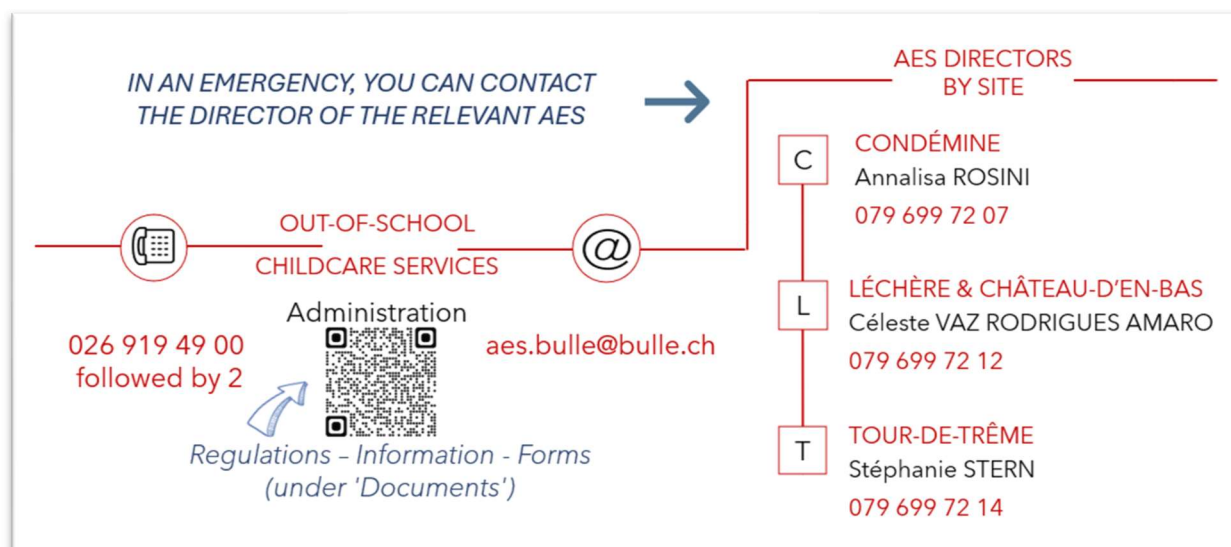 IN AN EMERGENCY, YOU CAN CONTACT
THE DIRECTOR OF THE RELEVANT AES
OUT-OF-SCHOOL
CHILDCARE SERVICES
@
Administration
026 919 49 00
followed by 2
aes.bulle@bulle.ch
Regulations – Information - Forms
(under 'Documents')
AES DIRECTORS
BY SITE
C
CONDÉMINE
Annalisa ROSINI
079 699 72 07
L
LÉCHÈRE & CHÂTEAU-D'EN-BAS
Céleste VAZ RODRIGUES AMARO
079 699 72 12
T
TOUR-DE-TRÊME
Stéphanie STERN
079 699 72 14